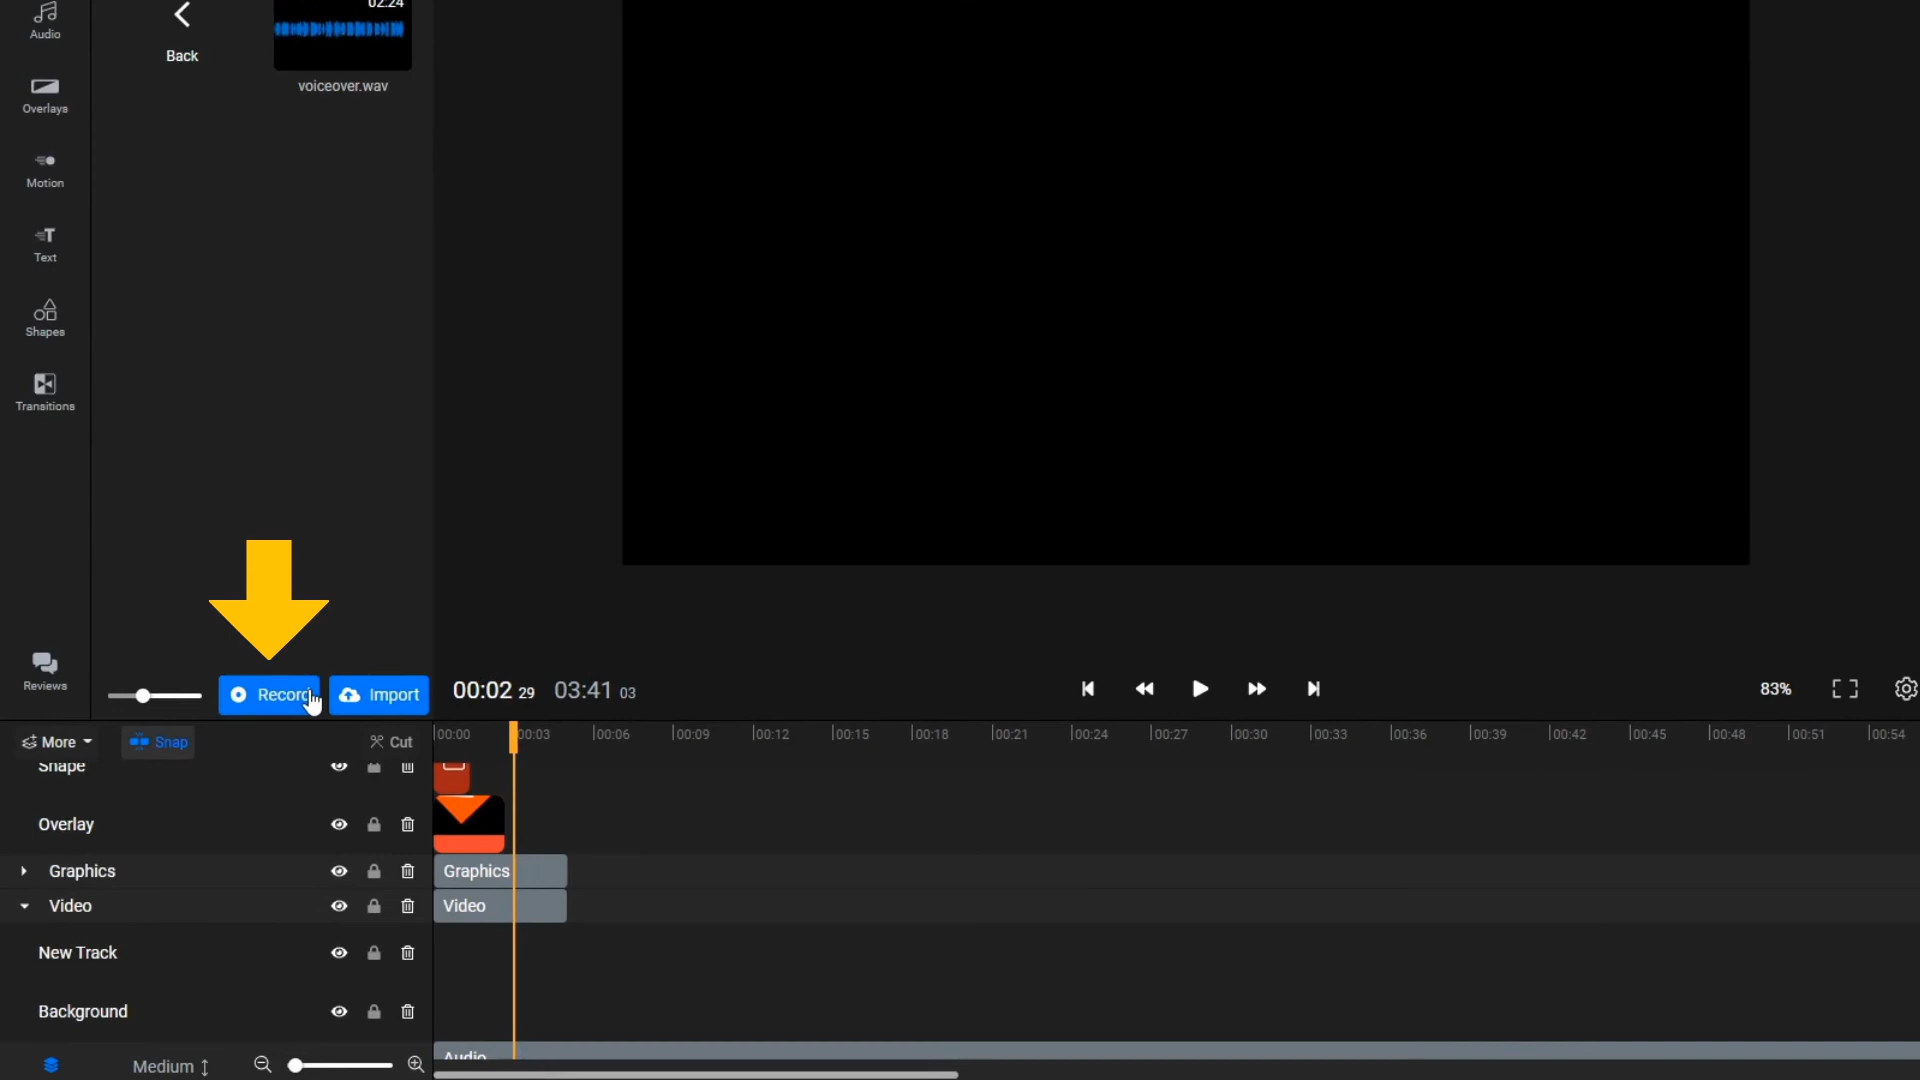 Audio
Back
02:24
voiceover.wav
Overlays
Motion
Text
Shapes
Transitions
Reviews
Record
Import
00:02 29
03:41 03
83%
More
Snap
Cut
00:00
00:03
00:06
00:09
00:12
00:15
00:18
00:21
00:24
00:27
00:30
00:33
00:36
00:39
00:42
00:45
00:48
00:51
00:54
Shape
Overlay
Graphics
Graphics
Video
Video
New Track
Background
Audio
Medium